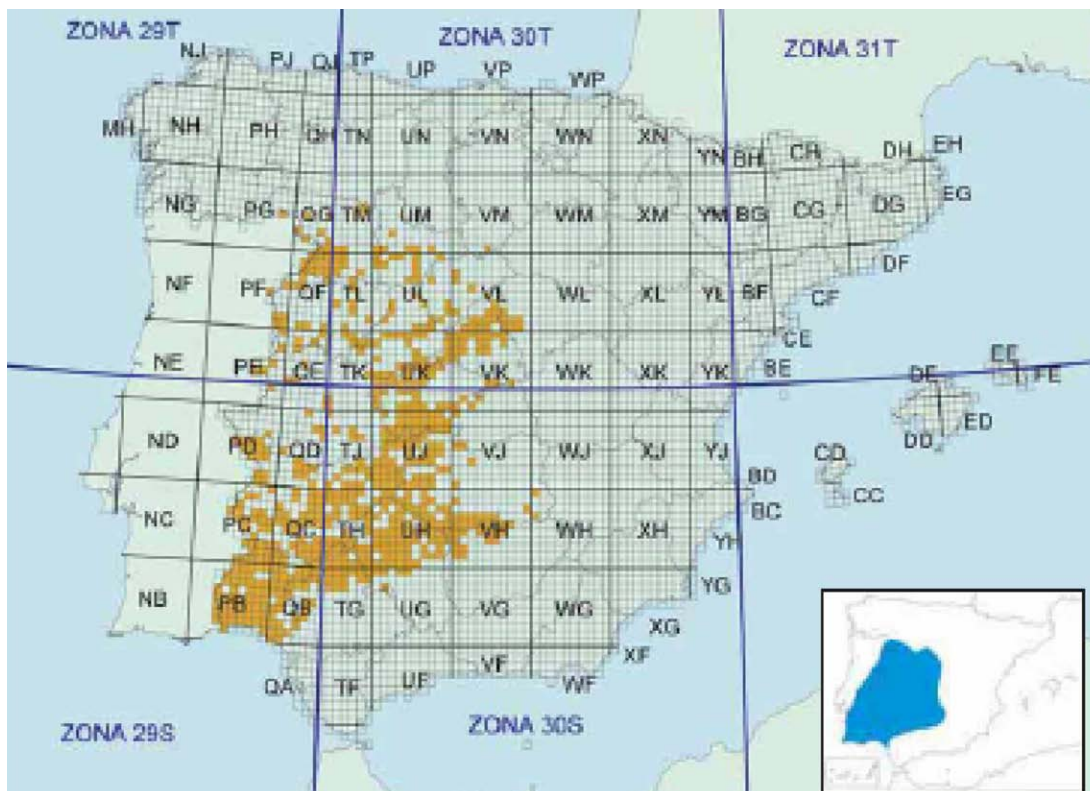 ZONA 29T
ZONA 30T
ZONA 31T
NJ PJ QJ TP UP VP WP
MH NH PH QH TN UN VN WN XN YN BH CH DH EH
NG PG QG TM UM VM WM XM YM BG CG DG EG
NF PF QF TL UL VL WL XL YL BF CF DF
NE PE QE TK UK VK WK XK YK BE CE DE EE FE
ND PD QD TJ UJ VJ WJ XJ YJ BD CD DD ED
NC PC QC TH UH VH WH XH YH BC CC
NB PB QB TG UG VG WG XG YG
QA TF UF VF WF XF
ZONA 29S
ZONA 30S